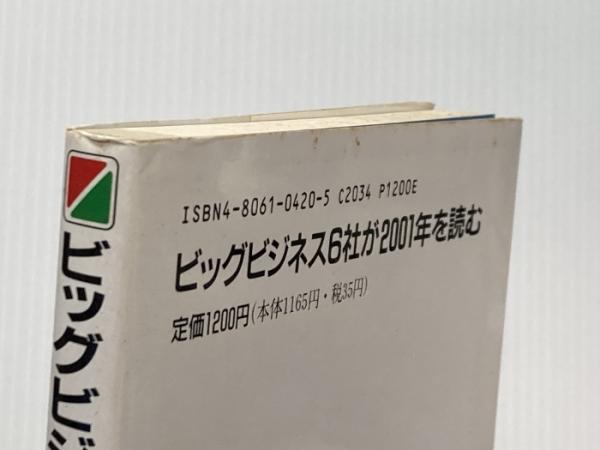 ISBN4-8061-0420-5 C2034 P1200E
ビッグビジネス6社が2001年を読む
定価1200円(本体1165円・税35円)
ビッグビジ